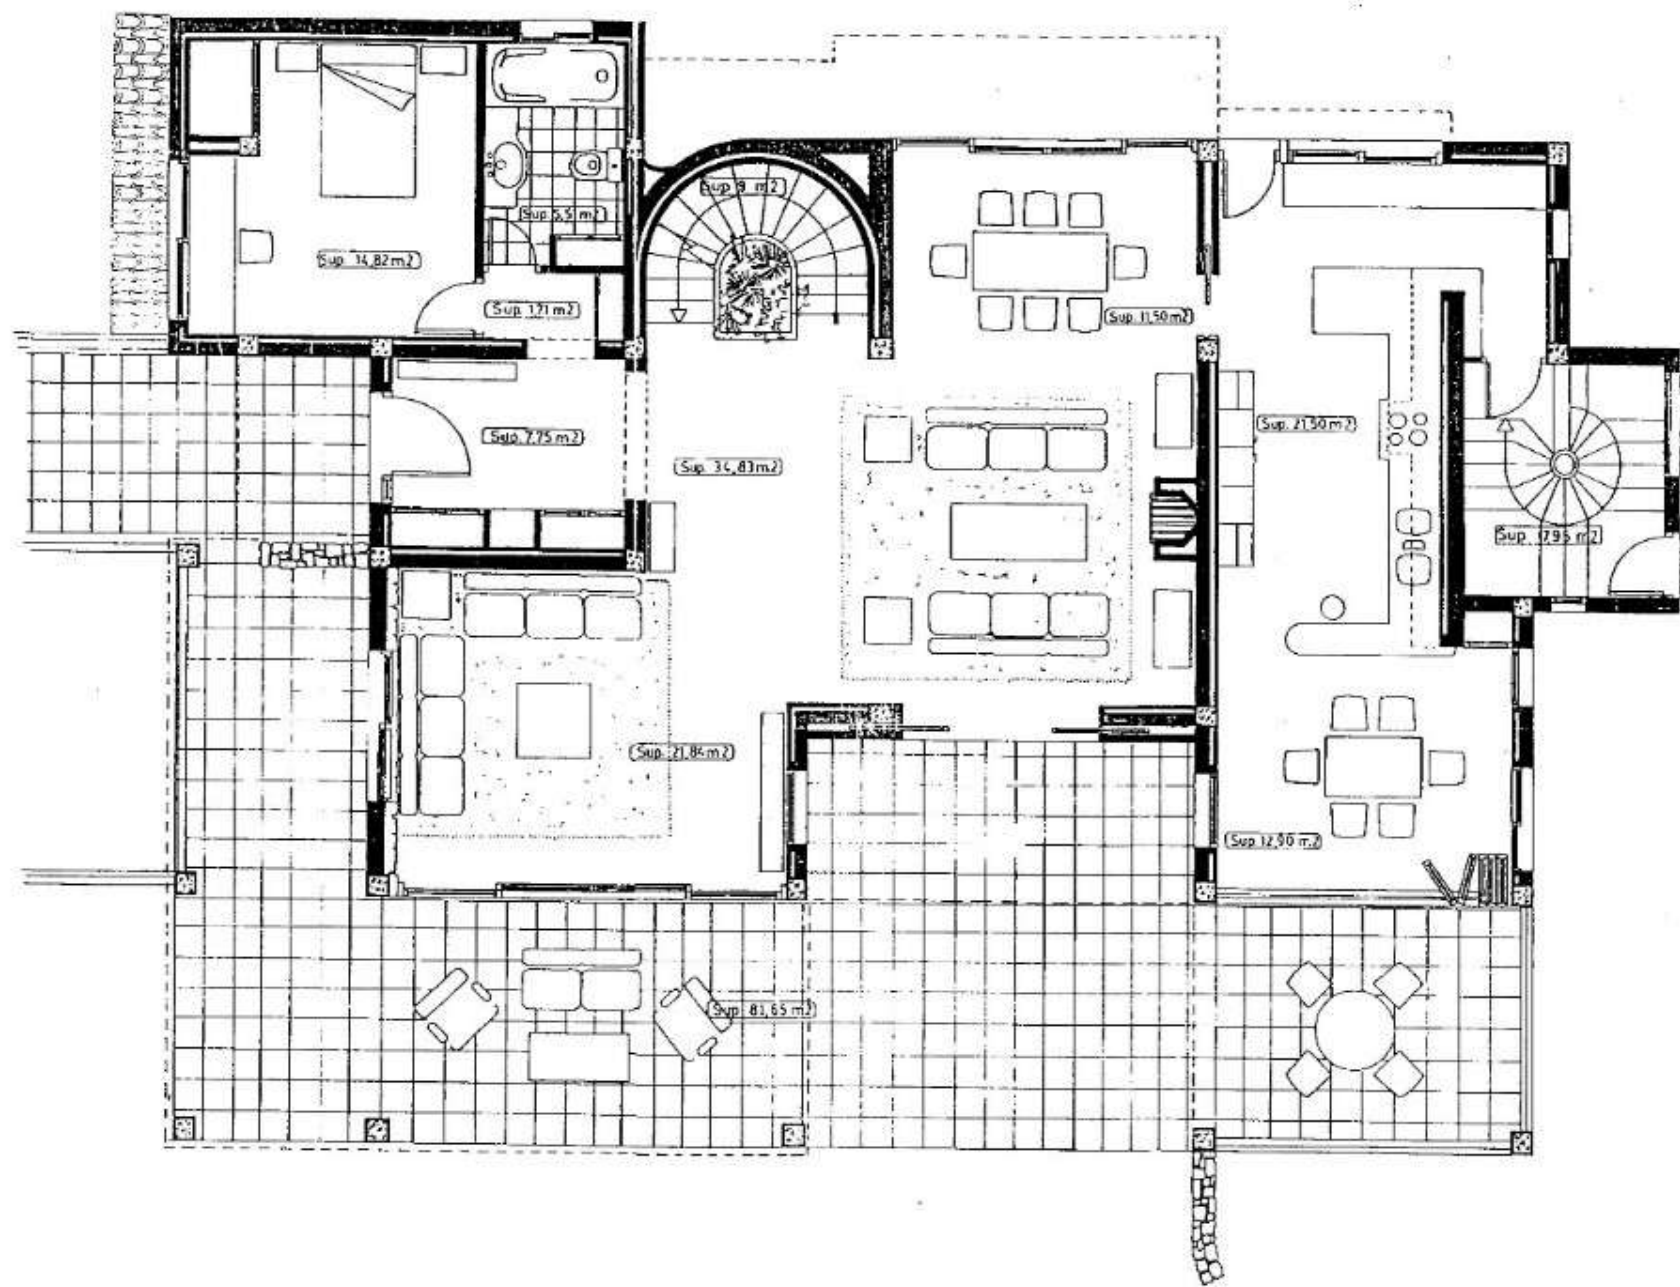 Sup. 9 m2
Sup. 5,5 m2
Sup. 14,82 m2
Sup. 1,71 m2
Sup. 11,50 m2
Sup. 21,50 m2
Sup. 7,75 m2
Sup. 34,83 m2
Sup. 17,95 m2
Sup. 21,84 m2
Sup. 12,90 m2
Sup. 81,65 m2